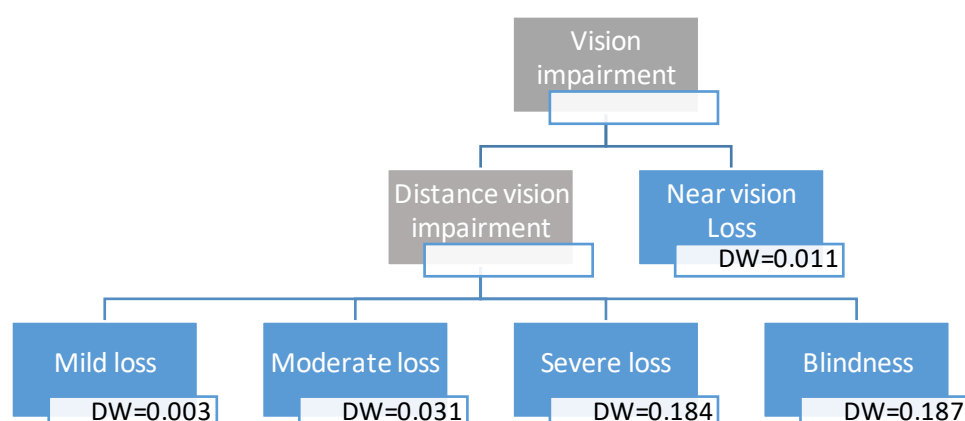 Vision
impairment
Distance vision
impairment
Near vision
Loss
DW=0.011
Mild loss
DW=0.003
Moderate loss
DW=0.031
Severe loss
DW=0.184
Blindness
DW=0.187